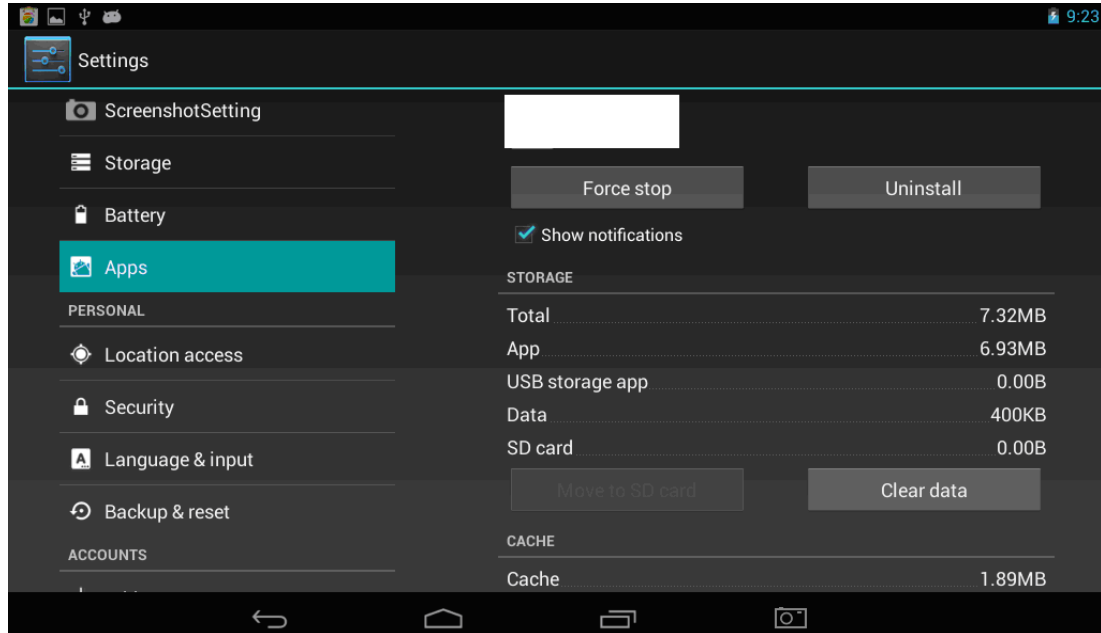 9:23
Settings
ScreenshotSetting
Storage
Battery
Apps
PERSONAL
Location access
Security
Language & input
Backup & reset
ACCOUNTS
Force stop
Uninstall
Show notifications
STORAGE
Total 7.32MB
App 6.93MB
USB storage app 0.00B
Data 400KB
SD card 0.00B
Move to SD card
Clear data
CACHE
Cache 1.89MB